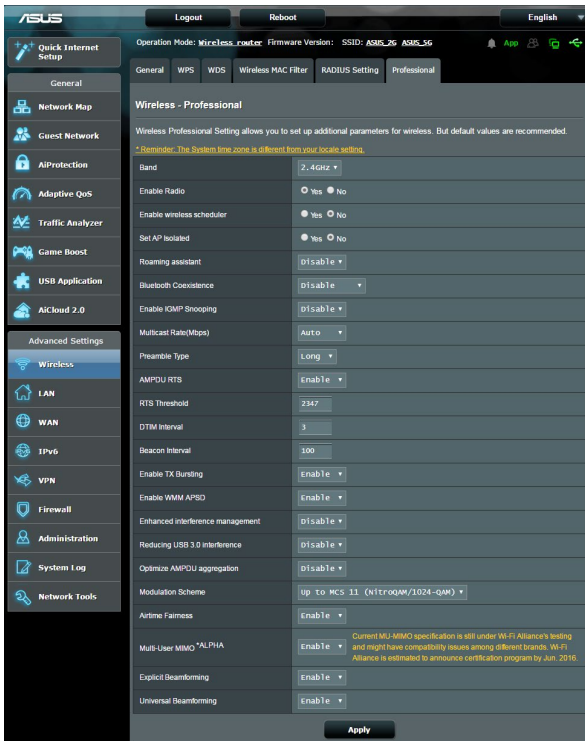 ASUS
Logout
Reboot
English
Quick Internet
Setup
Operation Mode: Wireless router Firmware Version: SSID: ASUS_2G ASUS_5G
App
General
WPS
WDS
Wireless MAC Filter
RADIUS Setting
Professional
General
Network Map
Guest Network
AiProtection
Adaptive QoS
Traffic Analyzer
Game Boost
USB Application
AiCloud 2.0
Advanced Settings
Wireless
LAN
WAN
IPv6
VPN
Firewall
Administration
System Log
Network Tools
Wireless - Professional
Wireless Professional Setting allows you to set up additional parameters for wireless. But default values are recommended.
* Reminder: The System time zone is different from your locale setting.
Band 2.4GHz
Enable Radio Yes No
Enable wireless scheduler Yes No
Set AP Isolated Yes No
Roaming assistant Disable
Bluetooth Coexistence Disable
Enable IGMP Snooping Disable
Multicast Rate(Mbps) Auto
Preamble Type Long
AMPDU RTS Enable
RTS Threshold 2347
DTIM Interval 3
Beacon Interval 100
Enable TX Bursting Enable
Enable WMM APSD Enable
Enhanced interference management Disable
Reducing USB 3.0 interference Disable
Optimize AMPDU aggregation Disable
Modulation Scheme Up to MCS 11 (NitroQAM/1024-QAM)
Airtime Fairness Enable
Multi-User MIMO *ALPHA Enable
Current MU-MIMO specification is still under Wi-Fi Alliance's testing
and might have compatibility issues among different brands. Wi-Fi
Alliance is estimated to announce certification program by Jun. 2016.
Explicit Beamforming Enable
Universal Beamforming Enable
Apply